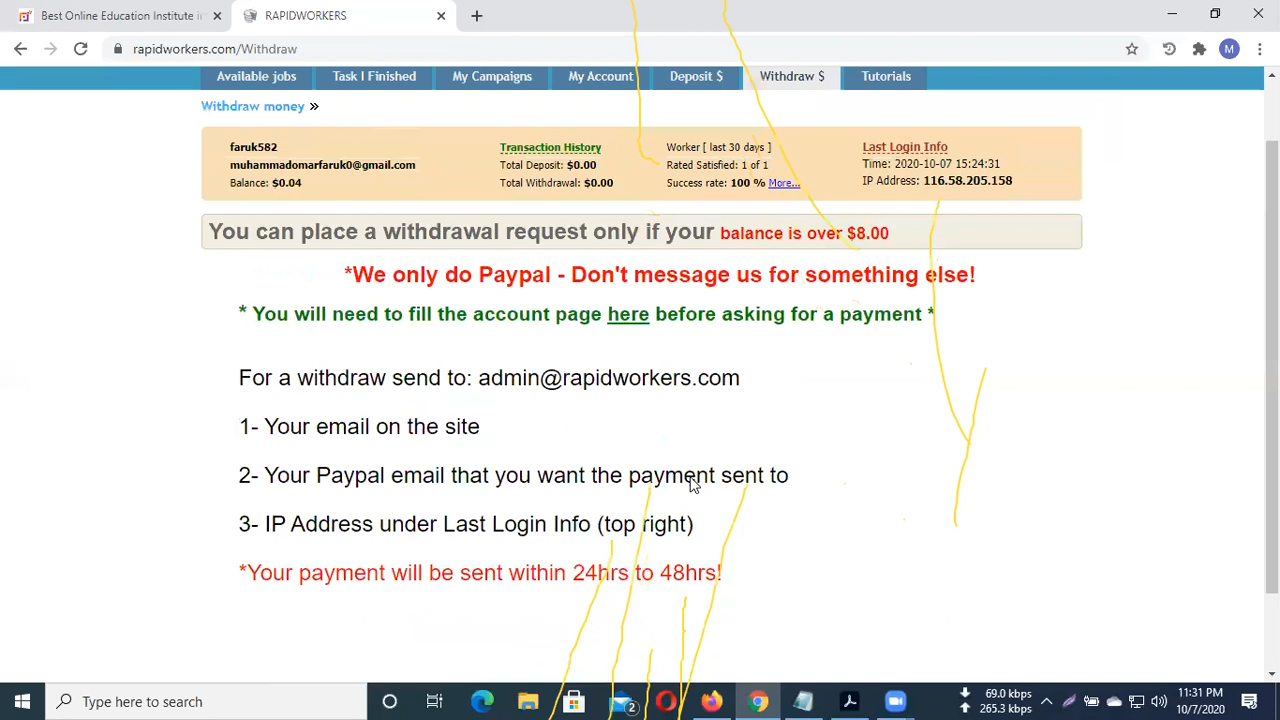 Best Online Education Institute i
RAPIDWORKERS
rapidworkers.com/Withdraw
M
Available jobs
Task I Finished
My Campaigns
My Account
Deposit $
Withdraw $
Tutorials
Withdraw money »
faruk582
muhammadomarfaruk0@gmail.com
Balance: $0.04
Transaction History
Total Deposit: $0.00
Total Withdrawal: $0.00
Worker [ last 30 days ]
Rated Satisfied: 1 of 1
Success rate: 100 % More...
Last Login Info
Time: 2020-10-07 15:24:31
IP Address: 116.58.205.158
You can place a withdrawal request only if your balance is over $8.00
*We only do Paypal - Don't message us for something else!
* You will need to fill the account page here before asking for a payment *
For a withdraw send to: admin@rapidworkers.com
1- Your email on the site
2- Your Paypal email that you want the payment sent to
3- IP Address under Last Login Info (top right)
*Your payment will be sent within 24hrs to 48hrs!
Type here to search
2
69.0 kbps
265.3 kbps
11:31 PM
10/7/2020